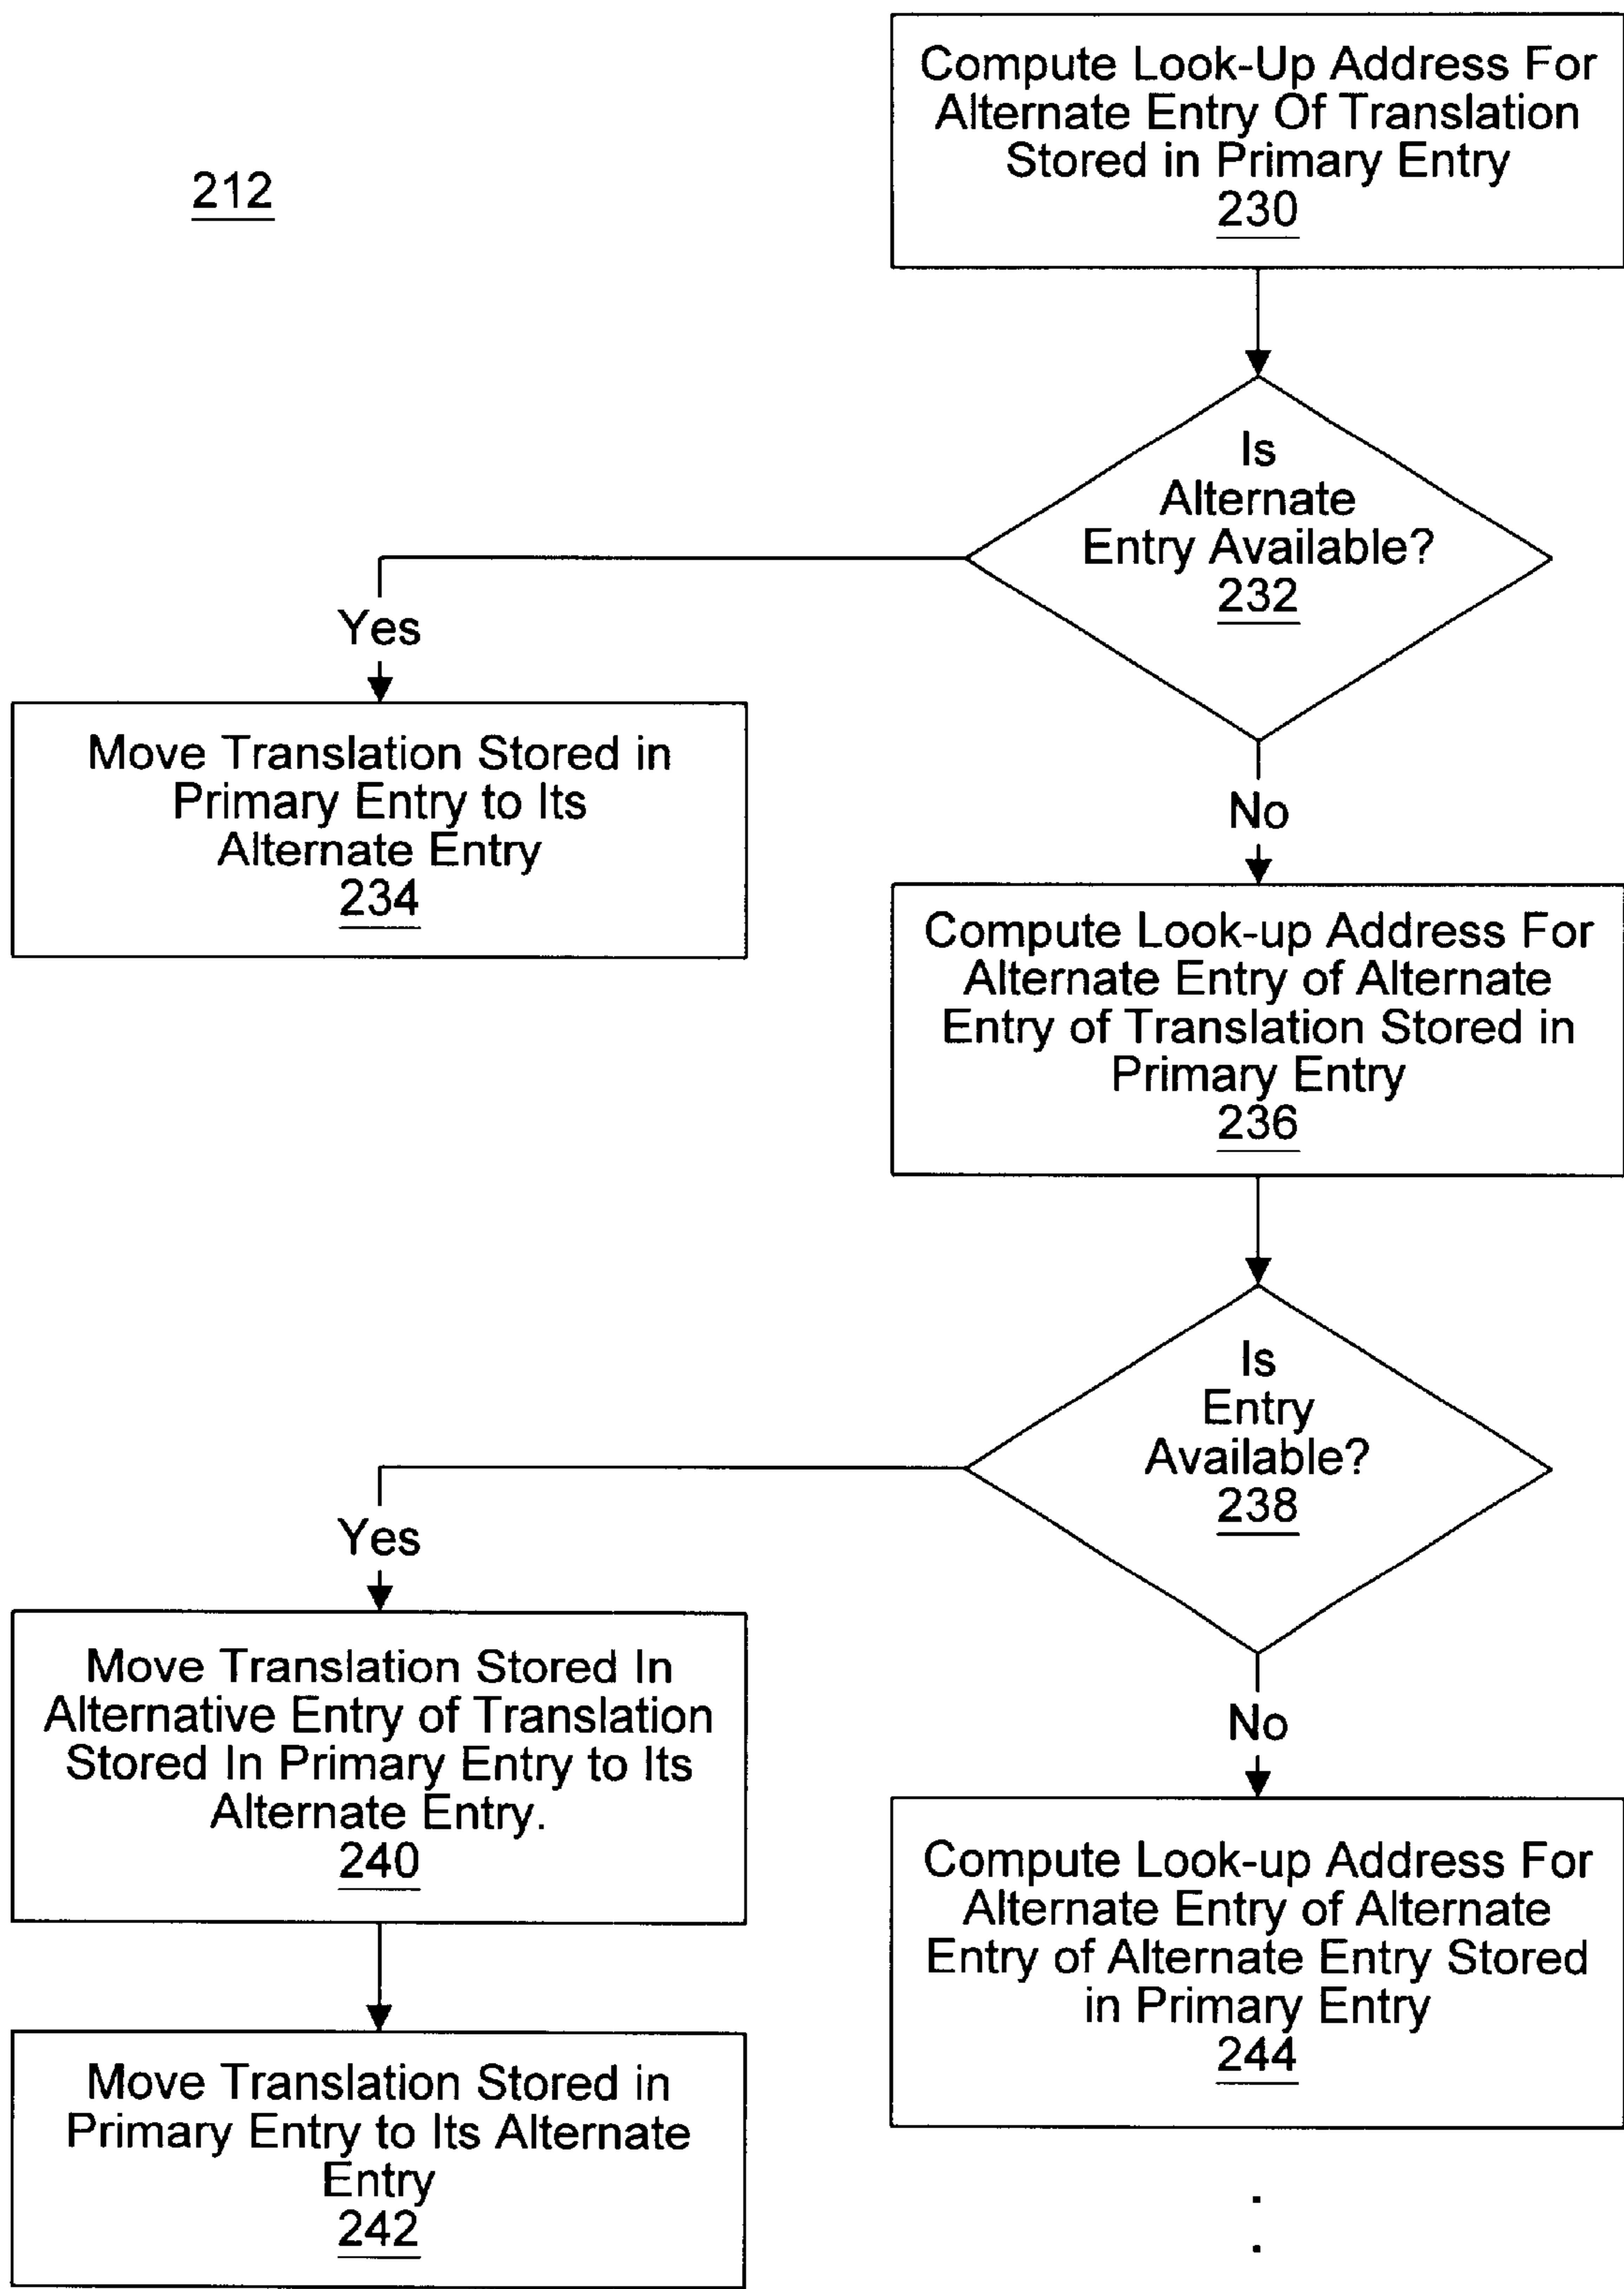 212
Compute Look-Up Address For
Alternate Entry Of Translation
Stored in Primary Entry
230
Is
Alternate
Entry Available?
232
Yes
No
Move Translation Stored in
Primary Entry to Its
Alternate Entry
234
Compute Look-up Address For
Alternate Entry of Alternate
Entry of Translation Stored in
Primary Entry
236
Is
Entry
Available?
238
Yes
No
Move Translation Stored In
Alternative Entry of Translation
Stored In Primary Entry to Its
Alternate Entry.
240
Compute Look-up Address For
Alternate Entry of Alternate
Entry of Alternate Entry Stored
in Primary Entry
244
Move Translation Stored in
Primary Entry to Its Alternate
Entry
242